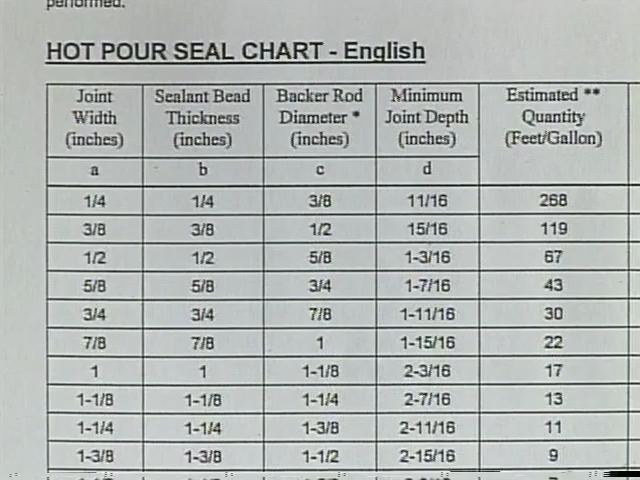 performed.
HOT POUR SEAL CHART - English
Joint Width (inches) Sealant Bead Thickness (inches) Backer Rod Diameter * (inches) Minimum Joint Depth (inches) Estimated ** Quantity (Feet/Gallon)
a b c d
1/4 1/4 3/8 11/16 268
3/8 3/8 1/2 15/16 119
1/2 1/2 5/8 1-3/16 67
5/8 5/8 3/4 1-7/16 43
3/4 3/4 7/8 1-11/16 30
7/8 7/8 1 1-15/16 22
1 1 1-1/8 2-3/16 17
1-1/8 1-1/8 1-1/4 2-7/16 13
1-1/4 1-1/4 1-3/8 2-11/16 11
1-3/8 1-3/8 1-1/2 2-15/16 9